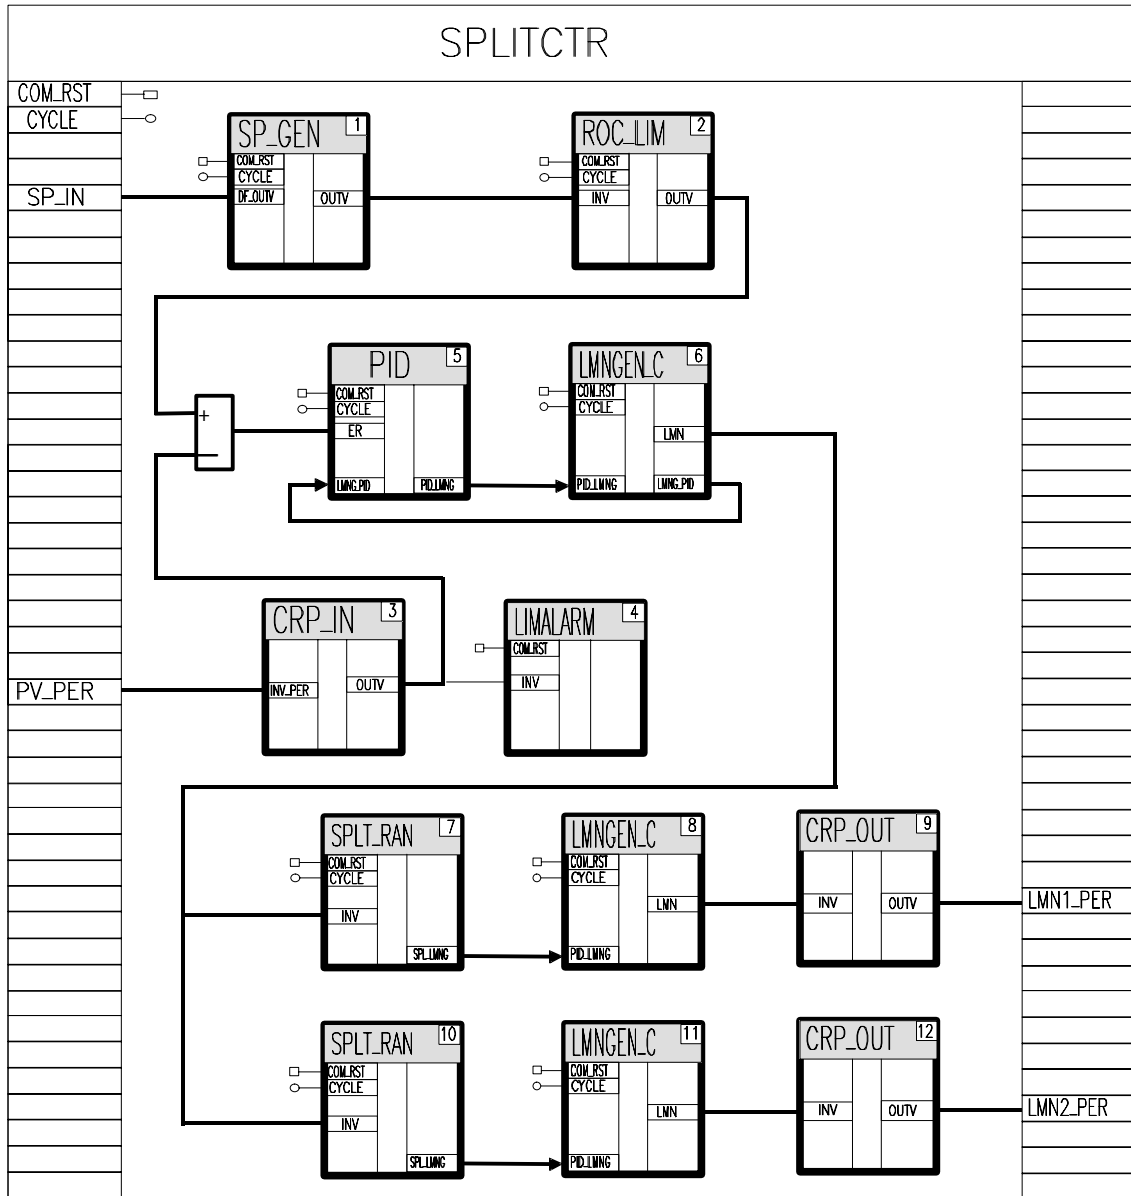 SPLITCTR
COM_RST
CYCLE
SP_IN
PV_PER
SP_GEN 1
COM_RST
CYCLE
DF_OUTV OUTV
ROC_LIM 2
COM_RST
CYCLE
INV OUTV
+
−
PID 5
COM_RST
CYCLE
ER
LMNG_PID PID_LMNG
LMNGEN_C 6
COM_RST
CYCLE
LMN
PID_LMNG LMNG_PID
CRP_IN 3
INV_PER OUTV
LIMALARM 4
COM_RST
INV
SPLT_RAN 7
COM_RST
CYCLE
INV
SPL_LMNG
LMNGEN_C 8
COM_RST
CYCLE
LMN
PID_LMNG
CRP_OUT 9
INV OUTV
LMN1_PER
SPLT_RAN 10
COM_RST
CYCLE
INV
SPL_LMNG
LMNGEN_C 11
COM_RST
CYCLE
LMN
PID_LMNG
CRP_OUT 12
INV OUTV
LMN2_PER